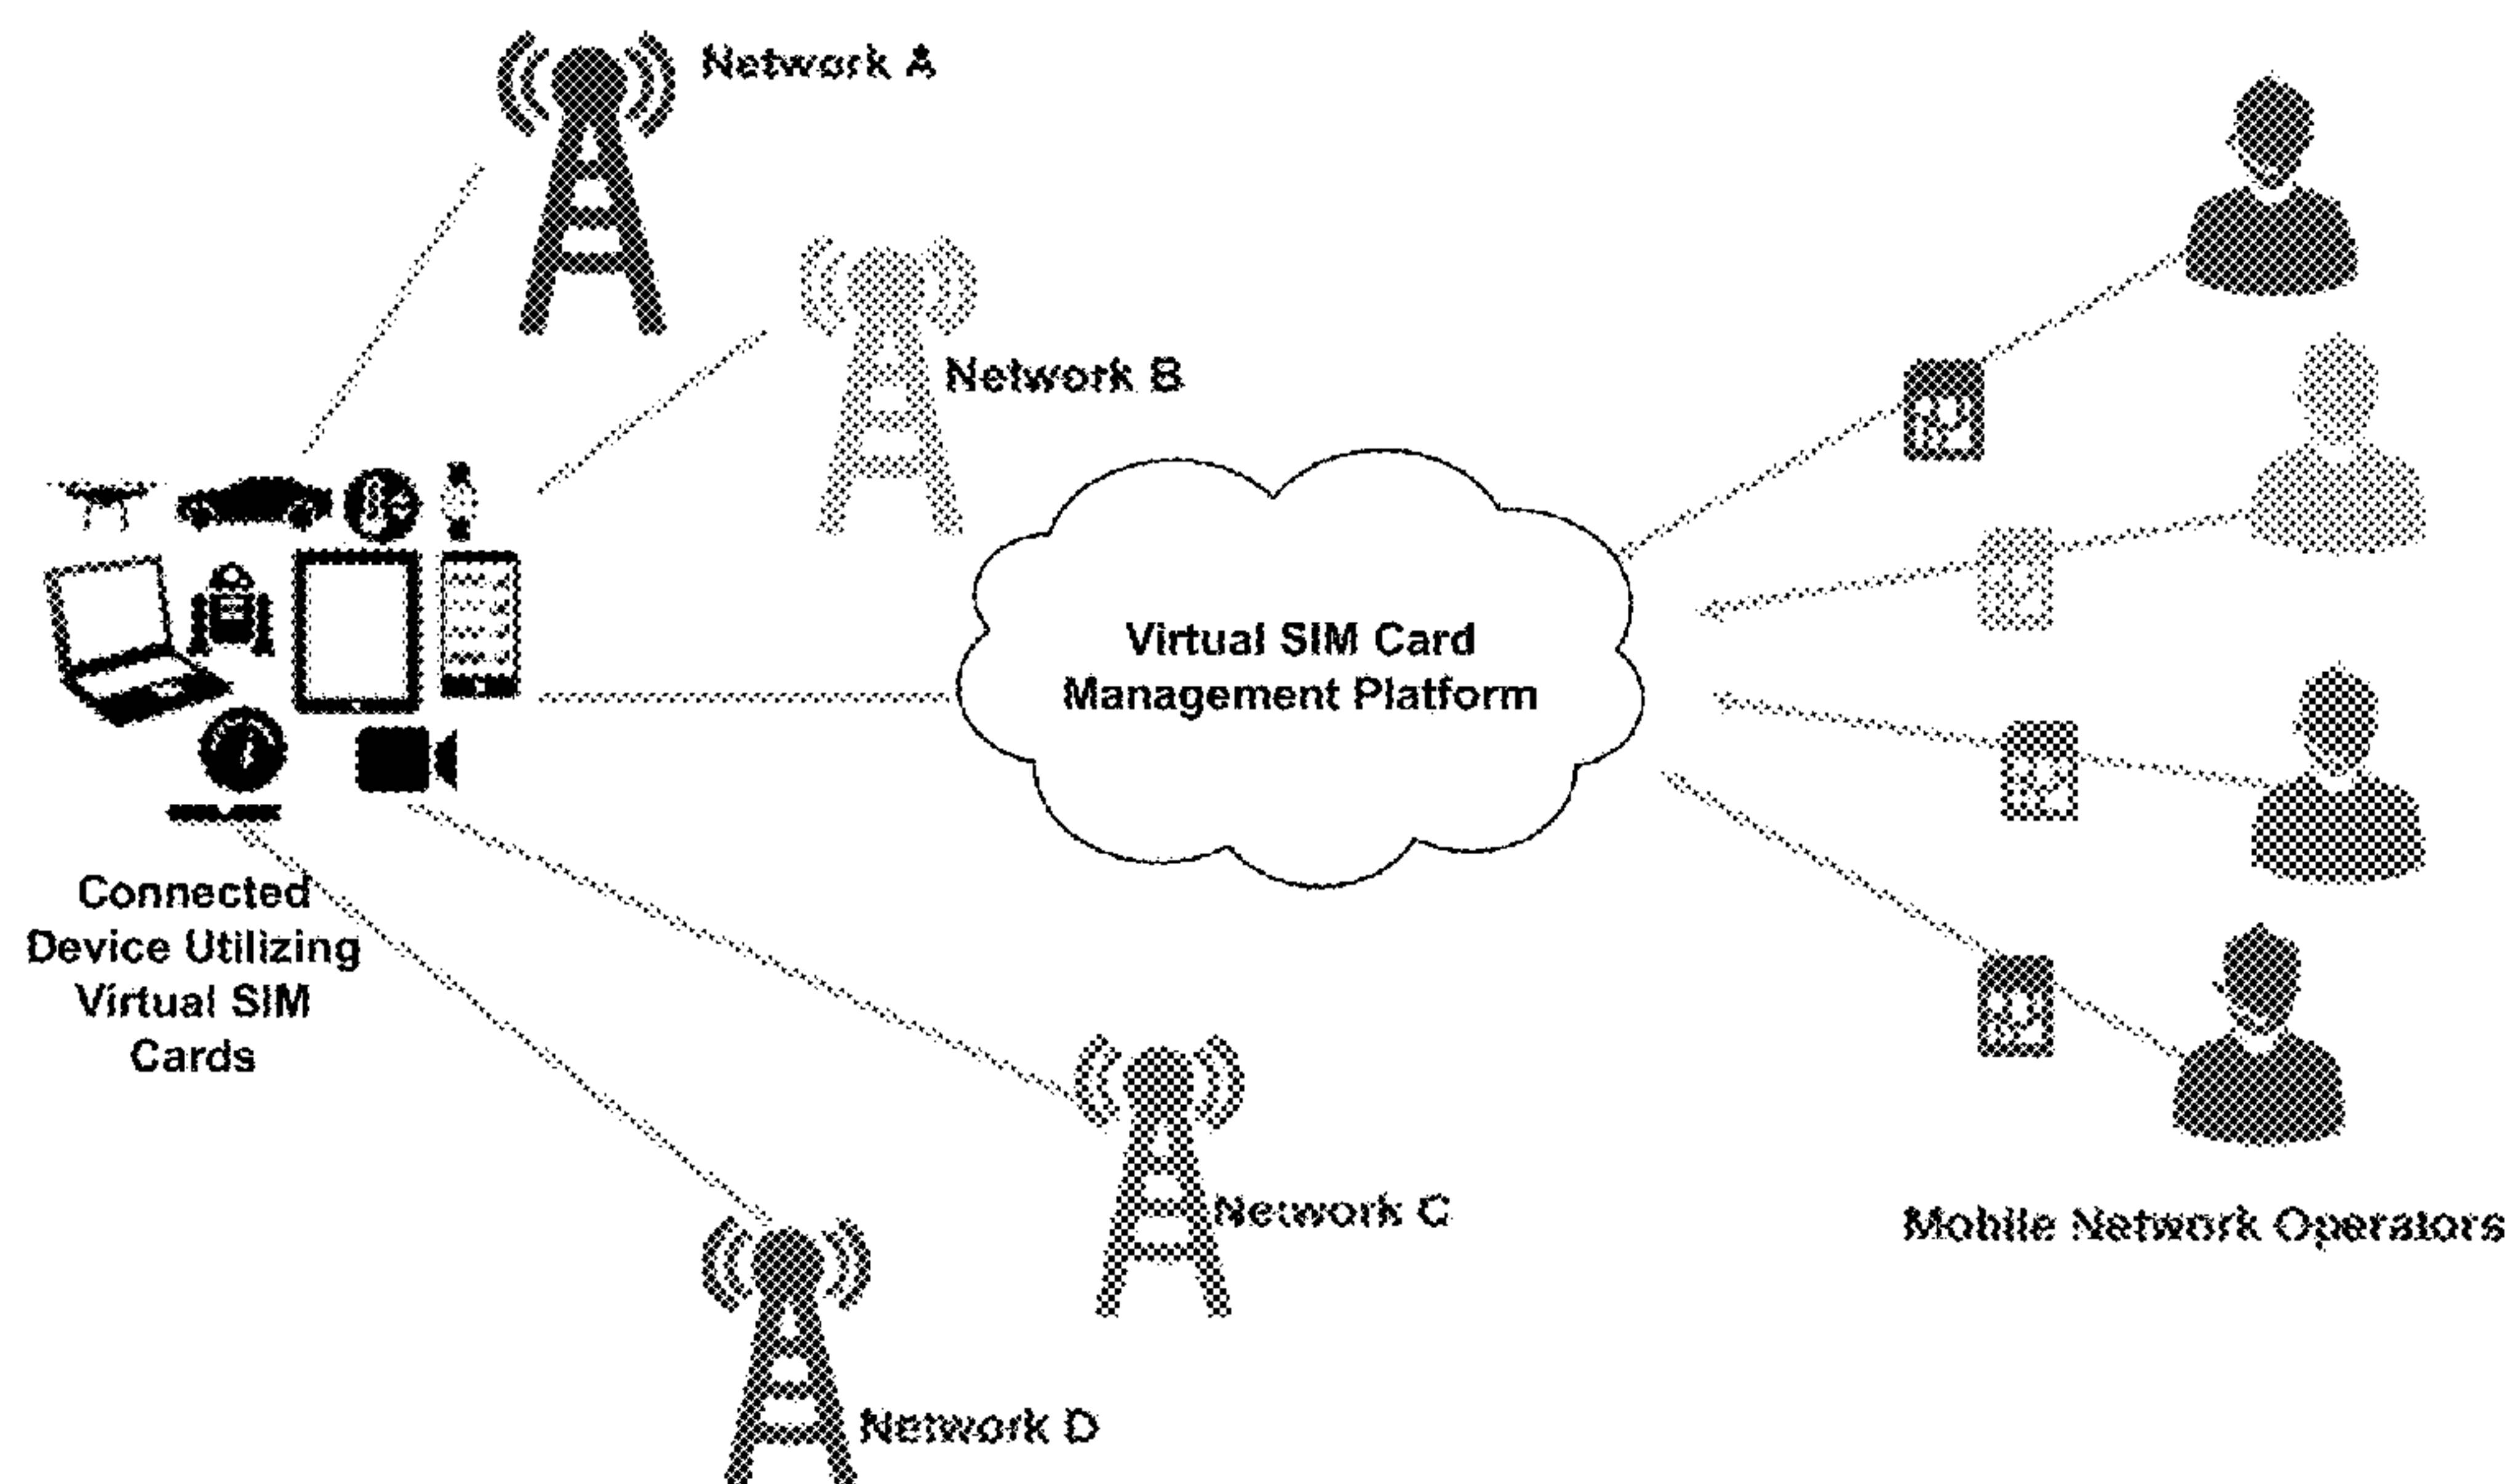 Network A
Network B
Virtual SIM Card
Management Platform
Connected
Device Utilizing
Virtual SIM
Cards
Network C
Mobile Network Operators
Network D